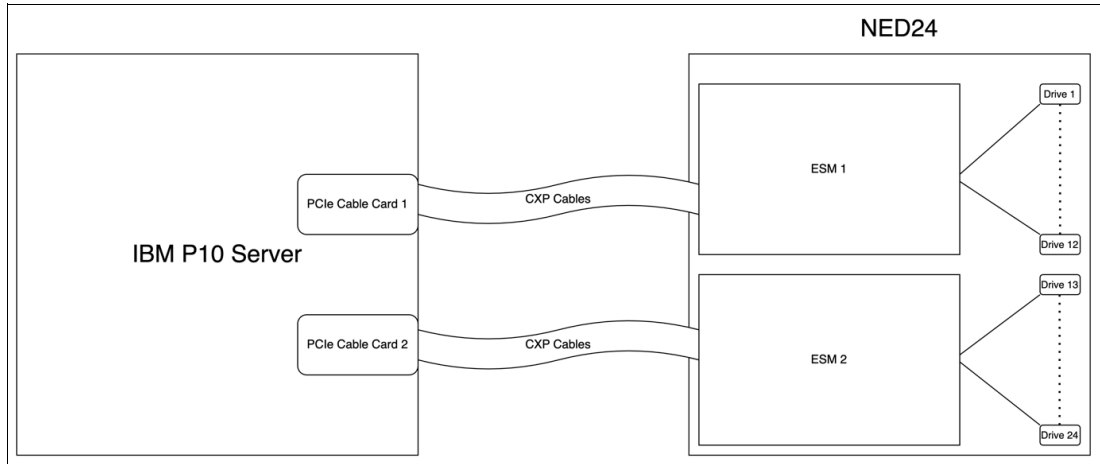 NED24
IBM P10 Server
PCIe Cable Card 1
CXP Cables
ESM 1
Drive 1
Drive 12
PCIe Cable Card 2
CXP Cables
ESM 2
Drive 13
Drive 24